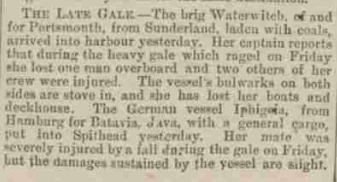 THE LATE GALE.—The brig Waterwitch, of and
for Portsmouth, from Sunderland, laden with coals,
arrived into harbour yesterday. Her captain reports
that during the heavy gale which raged on Friday
she lost one man overboard and two others of her
crew were injured. The vessel's bulwarks on both
sides are stove in, and she has lost her boats and
deckhouse. The German vessel Iphigeia, from
Hamburg for Batavia, Java, with a general cargo,
put into Spithead yesterday. Her mate was
severely injured by a fall during the gale on Friday,
but the damages sustained by the vessel are slight.